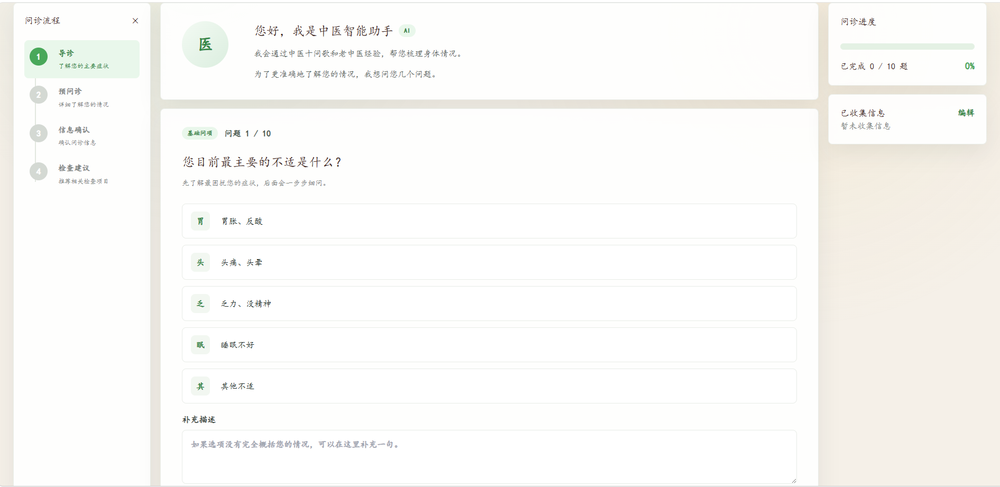 问诊流程
1
导诊
了解您的主要症状
2
预问诊
详细了解您的情况
3
信息确认
确认问诊信息
4
检查建议
推荐相关检查项目
医
您好，我是中医智能助手 AI
我会通过中医十问歌和老中医经验，帮您梳理身体情况。
为了更准确地了解您的情况，我想问您几个问题。
基础问项 问题 1 / 10
您目前最主要的不适是什么？
先了解最困扰您的症状，后面会一步步细问。
胃 胃胀、反酸
头 头痛、头晕
乏 乏力、没精神
眠 睡眠不好
其 其他不适
补充描述
如果选项没有完全概括您的情况，可以在这里补充一句。
问诊进度
已完成 0 / 10 题 0%
已收集信息 编辑
暂未收集信息